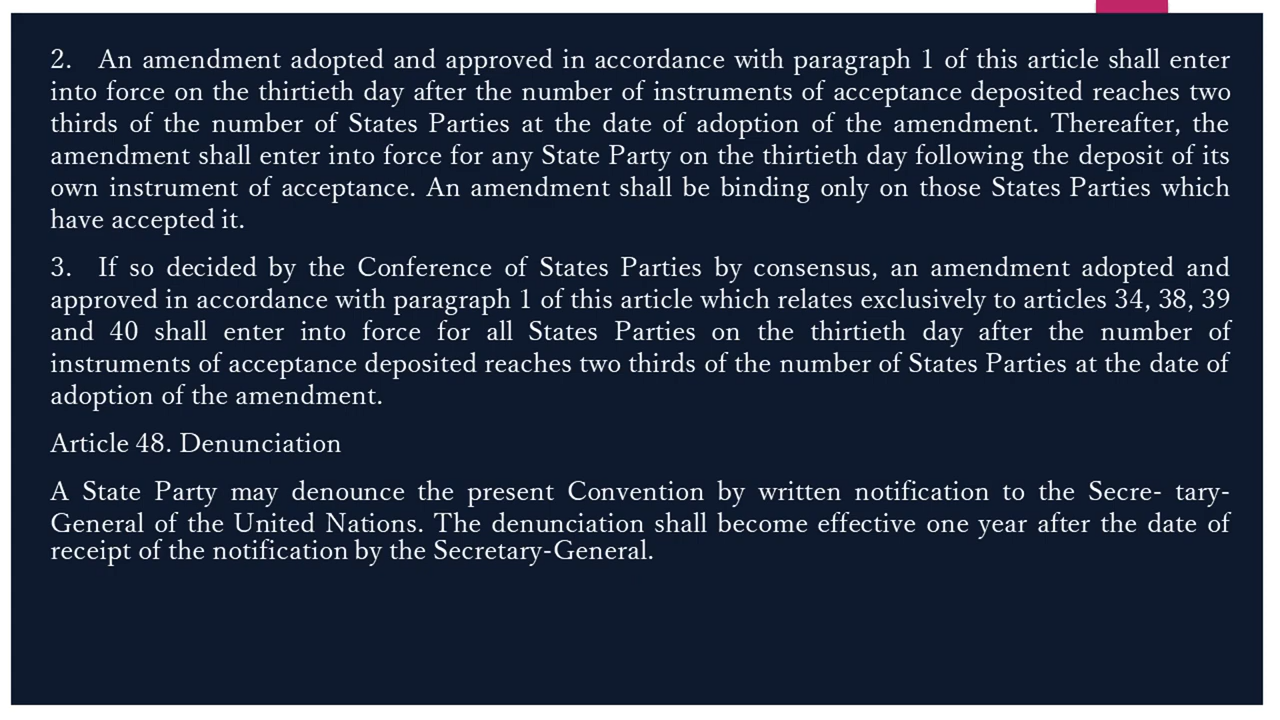 2. An amendment adopted and approved in accordance with paragraph 1 of this article shall enter
into force on the thirtieth day after the number of instruments of acceptance deposited reaches two
thirds of the number of States Parties at the date of adoption of the amendment. Thereafter, the
amendment shall enter into force for any State Party on the thirtieth day following the deposit of its
own instrument of acceptance. An amendment shall be binding only on those States Parties which
have accepted it.
3. If so decided by the Conference of States Parties by consensus, an amendment adopted and
approved in accordance with paragraph 1 of this article which relates exclusively to articles 34, 38, 39
and 40 shall enter into force for all States Parties on the thirtieth day after the number of
instruments of acceptance deposited reaches two thirds of the number of States Parties at the date of
adoption of the amendment.
Article 48. Denunciation
A State Party may denounce the present Convention by written notification to the Secre- tary-
General of the United Nations. The denunciation shall become effective one year after the date of
receipt of the notification by the Secretary-General.